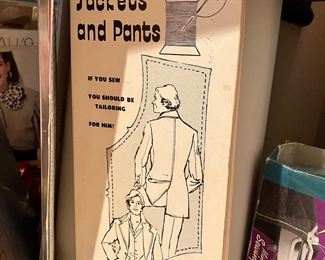 Jackets
and Pants
IF YOU SEW
YOU SHOULD BE
TAILORING
FOR HIM!